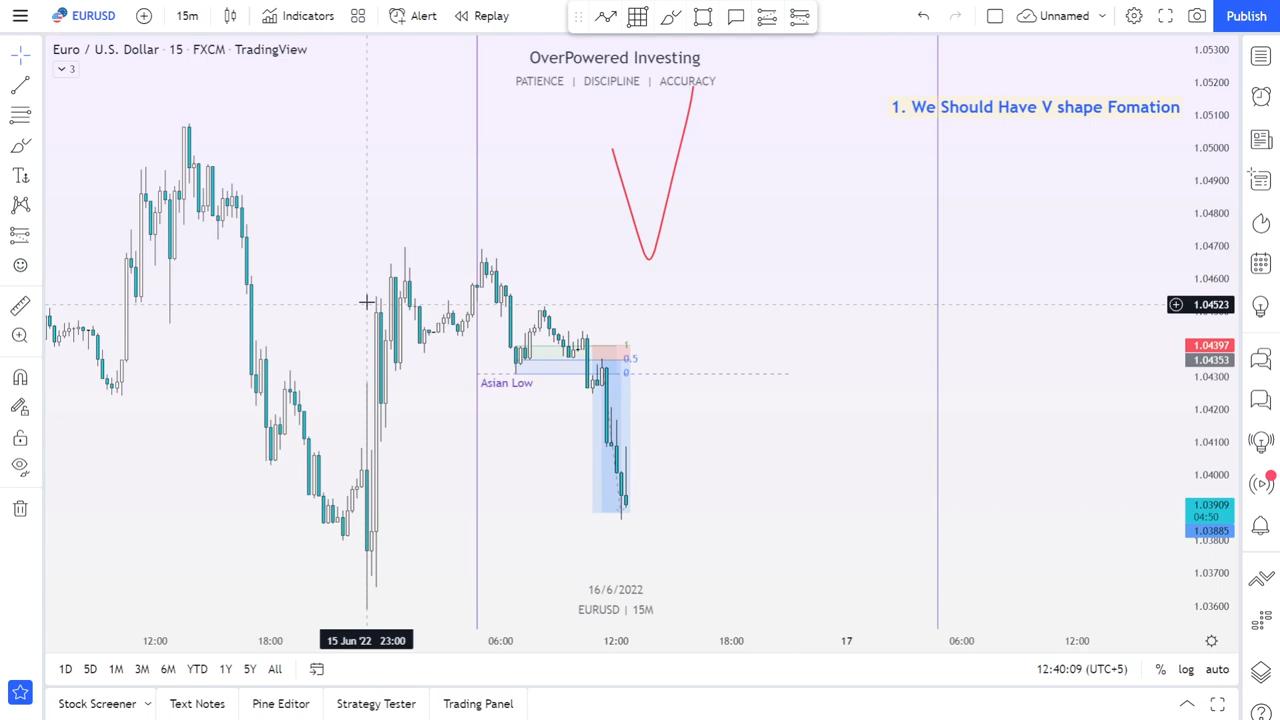 EURUSD 15m Indicators Alert Replay Unnamed Publish
Euro / U.S. Dollar · 15 · FXCM · TradingView
3
OverPowered Investing
PATIENCE | DISCIPLINE | ACCURACY
1. We Should Have V shape Fomation
1.05300
1.05200
1.05100
1.05000
1.04900
1.04800
1.04700
1.04600
1.04523
1.04397
1.04353
1.04300
1.04200
1.04100
1.04000
1.03909
04:50
1.03885
1.03800
1.03700
1.03600
1
0.5
0
Asian Low
16/6/2022
EURUSD | 15M
12:00 18:00 15 Jun '22 23:00 06:00 12:00 18:00 17 06:00 12:00
1D 5D 1M 3M 6M YTD 1Y 5Y All 12:40:09 (UTC+5) % log auto
Stock Screener Text Notes Pine Editor Strategy Tester Trading Panel